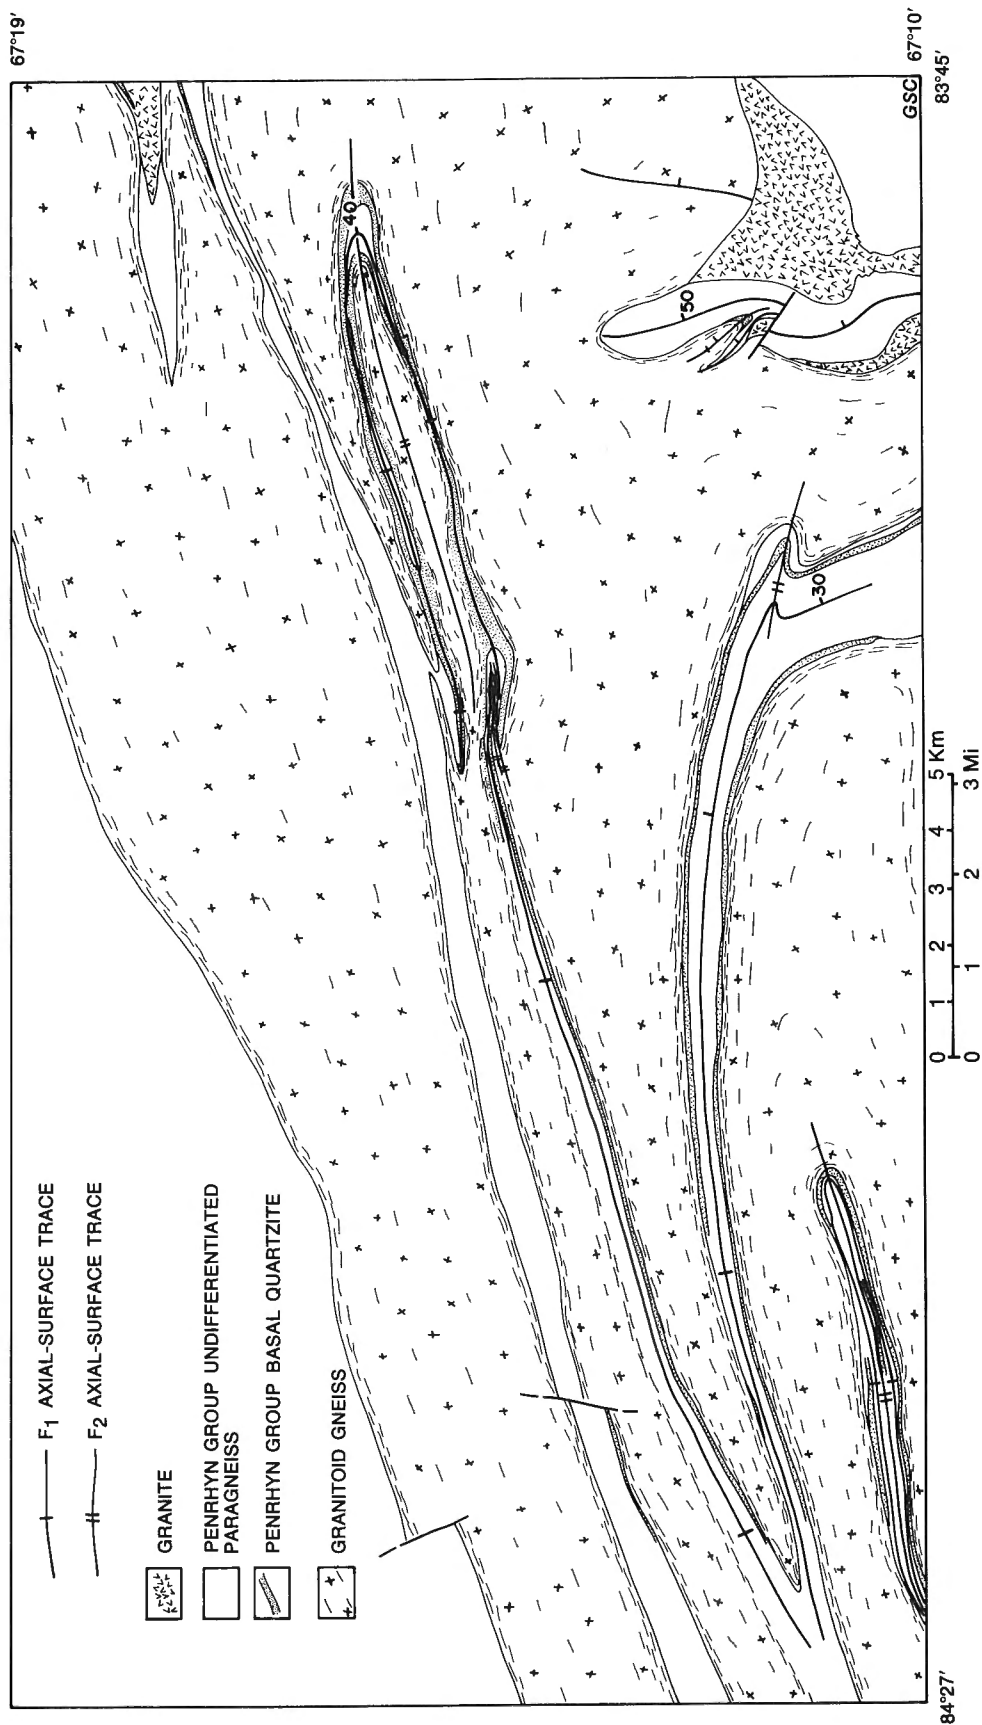 67°19′
67°10′
83°45′
GSC
40
50
30
F1 AXIAL-SURFACE TRACE
F2 AXIAL-SURFACE TRACE
GRANITE
PENRHYN GROUP UNDIFFERENTIATED
PARAGNEISS
PENRHYN GROUP BASAL QUARTZITE
GRANITOID GNEISS
0 1 2 3 4 5 Km
0 1 2 3 Mi
84°27′